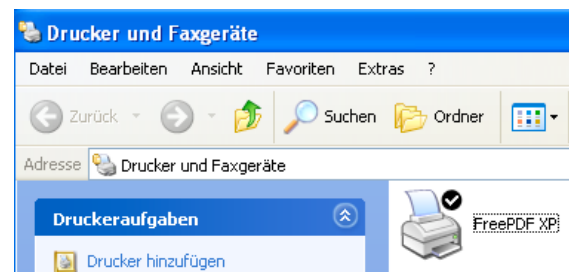 Drucker und Faxgeräte
Datei Bearbeiten Ansicht Favoriten Extras ?
Zurück Suchen Ordner
Adresse Drucker und Faxgeräte
Druckeraufgaben
FreePDF XP
Drucker hinzufügen